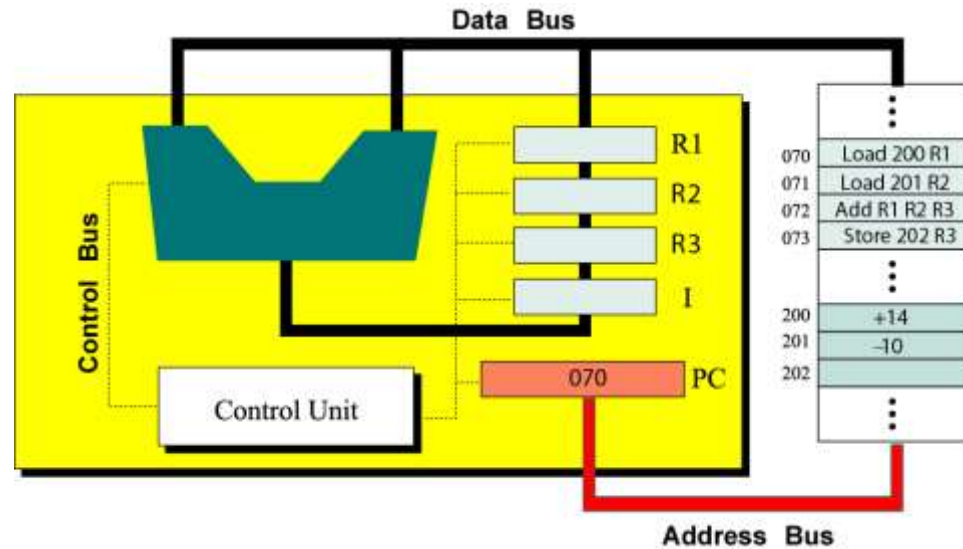 Data Bus
R1
R2
R3
I
Control Bus
Control Unit
070
PC
070 Load 200 R1
071 Load 201 R2
072 Add R1 R2 R3
073 Store 202 R3
200 +14
201 –10
202
Address Bus